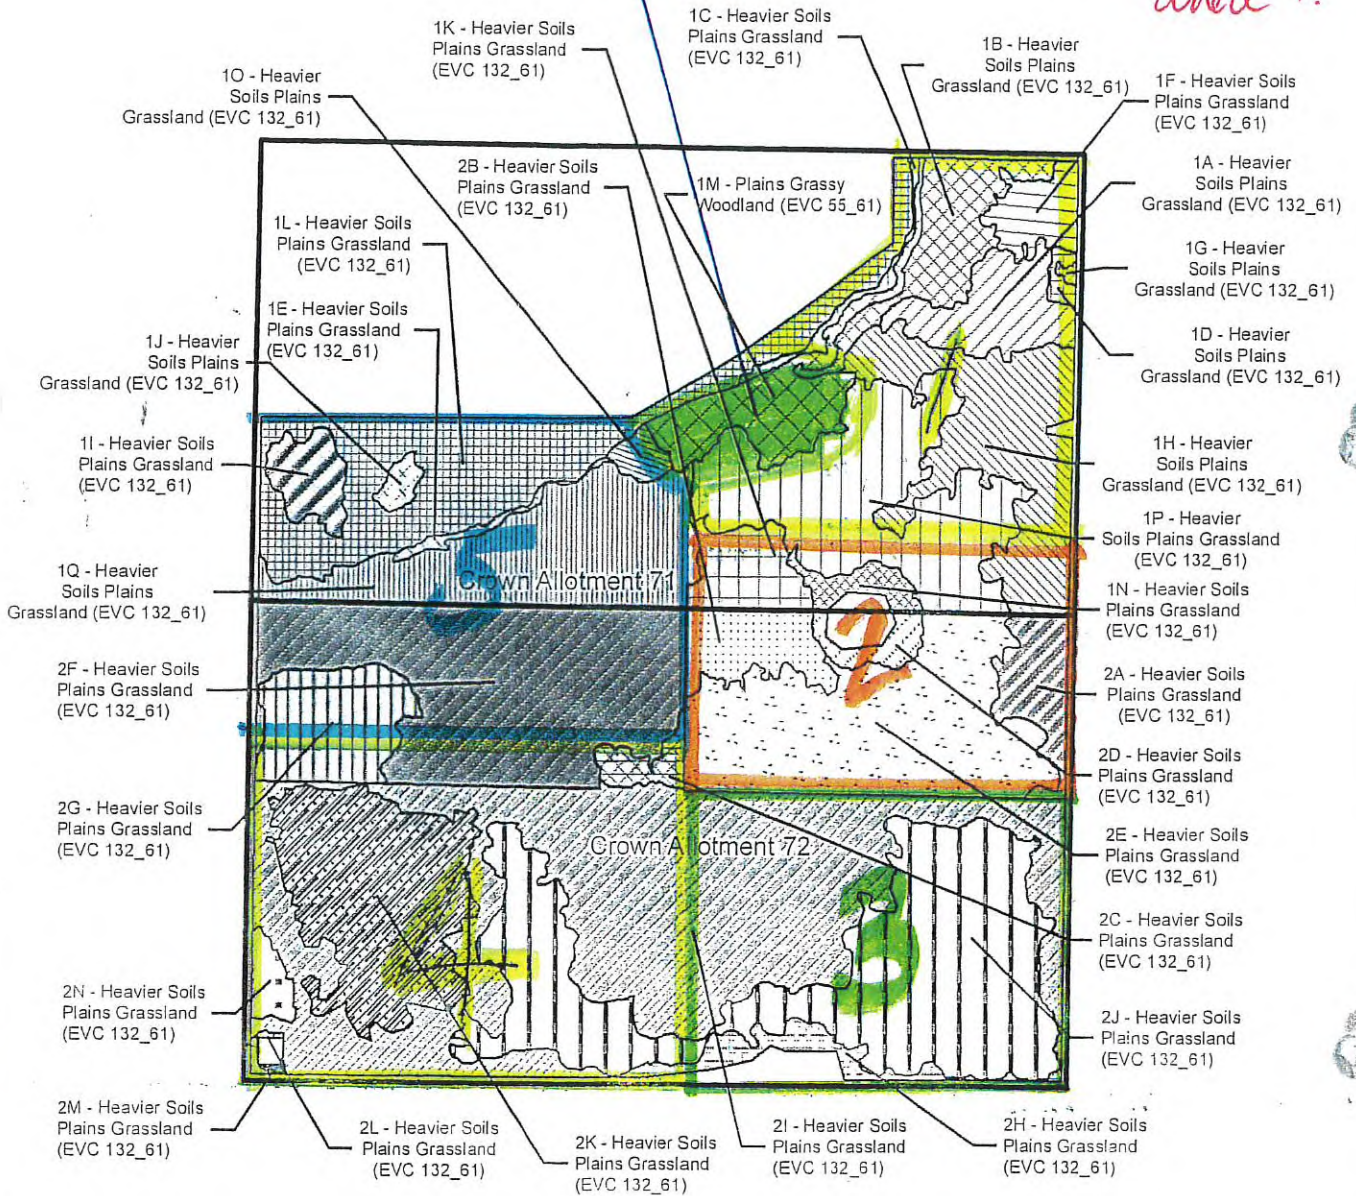 where
1K - Heavier Soils
Plains Grassland
(EVC 132_61)
1C - Heavier Soils
Plains Grassland
(EVC 132_61)
1B - Heavier
Soils Plains
Grassland (EVC 132_61)
1O - Heavier
Soils Plains
Grassland (EVC 132_61)
1F - Heavier Soils
Plains Grassland
(EVC 132_61)
2B - Heavier Soils
Plains Grassland
(EVC 132_61)
1M - Plains Grassy
Woodland (EVC 55_61)
1A - Heavier
Soils Plains
Grassland (EVC 132_61)
1L - Heavier Soils
Plains Grassland
(EVC 132_61)
1G - Heavier
Soils Plains
Grassland (EVC 132_61)
1E - Heavier Soils
Plains Grassland
(EVC 132_61)
1J - Heavier
Soils Plains
Grassland (EVC 132_61)
1D - Heavier
Soils Plains
Grassland (EVC 132_61)
1
1I - Heavier Soils
Plains Grassland
(EVC 132_61)
1H - Heavier
Soils Plains
Grassland (EVC 132_61)
1P - Heavier
Soils Plains Grassland
(EVC 132_61)
5
Crown Allotment 71
1Q - Heavier
Soils Plains
Grassland (EVC 132_61)
1N - Heavier Soils
Plains Grassland
(EVC 132_61)
2
2F - Heavier Soils
Plains Grassland
(EVC 132_61)
2A - Heavier Soils
Plains Grassland
(EVC 132_61)
2D - Heavier Soils
Plains Grassland
(EVC 132_61)
2G - Heavier Soils
Plains Grassland
(EVC 132_61)
2E - Heavier Soils
Plains Grassland
(EVC 132_61)
Crown Allotment 72
4
3
2C - Heavier Soils
Plains Grassland
(EVC 132_61)
2N - Heavier Soils
Plains Grassland
(EVC 132_61)
2J - Heavier Soils
Plains Grassland
(EVC 132_61)
2M - Heavier Soils
Plains Grassland
(EVC 132_61)
2L - Heavier Soils
Plains Grassland
(EVC 132_61)
2K - Heavier Soils
Plains Grassland
(EVC 132_61)
2I - Heavier Soils
Plains Grassland
(EVC 132_61)
2H - Heavier Soils
Plains Grassland
(EVC 132_61)